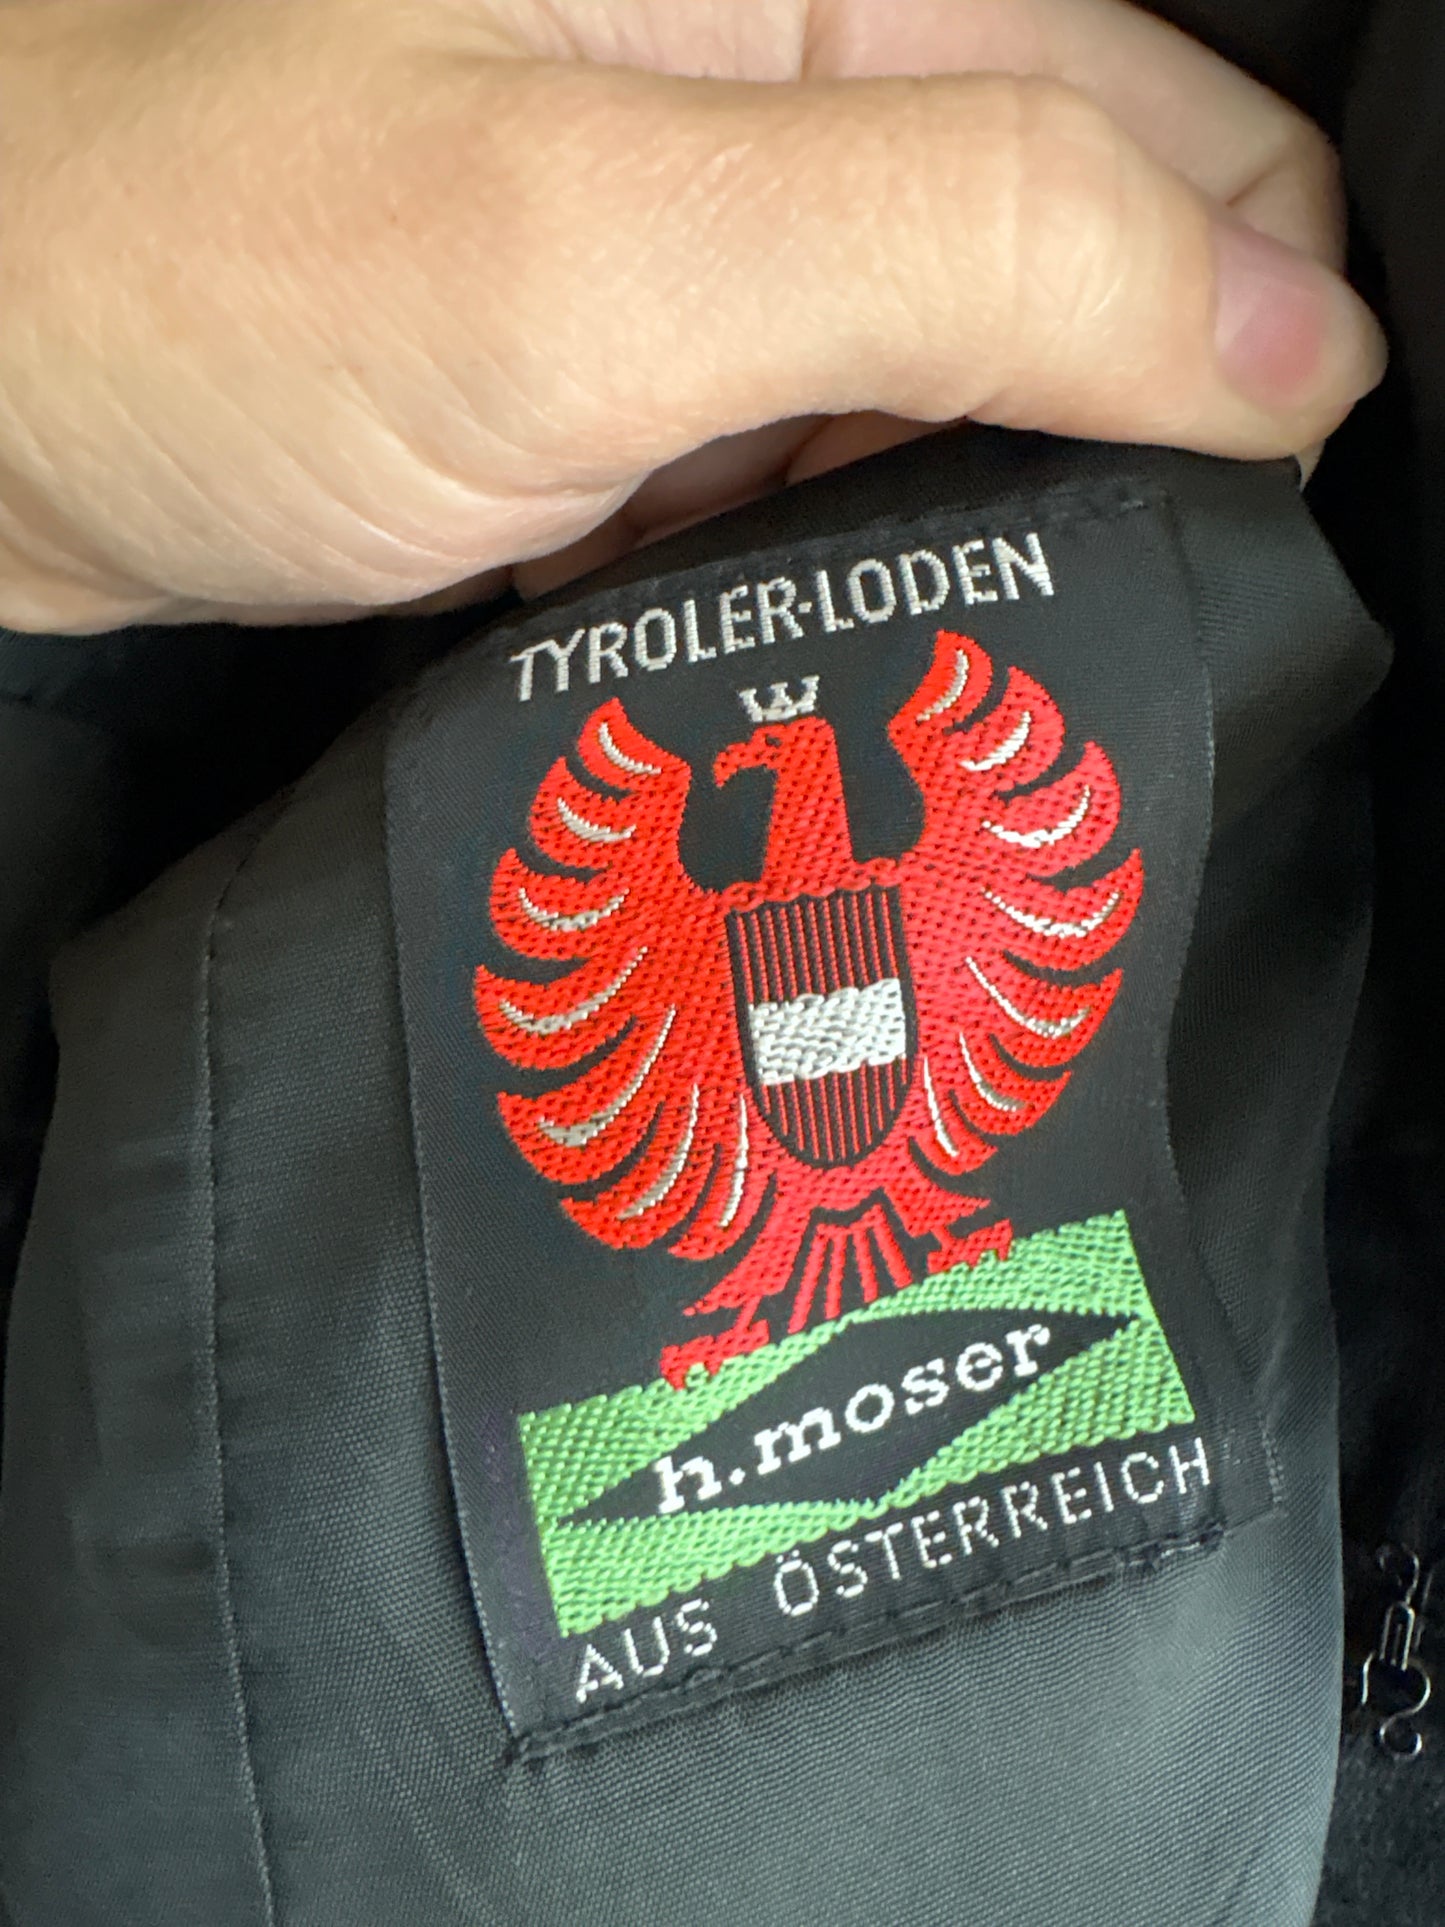 TYROLER-LODEN
h.moser
AUS ÖSTERREICH